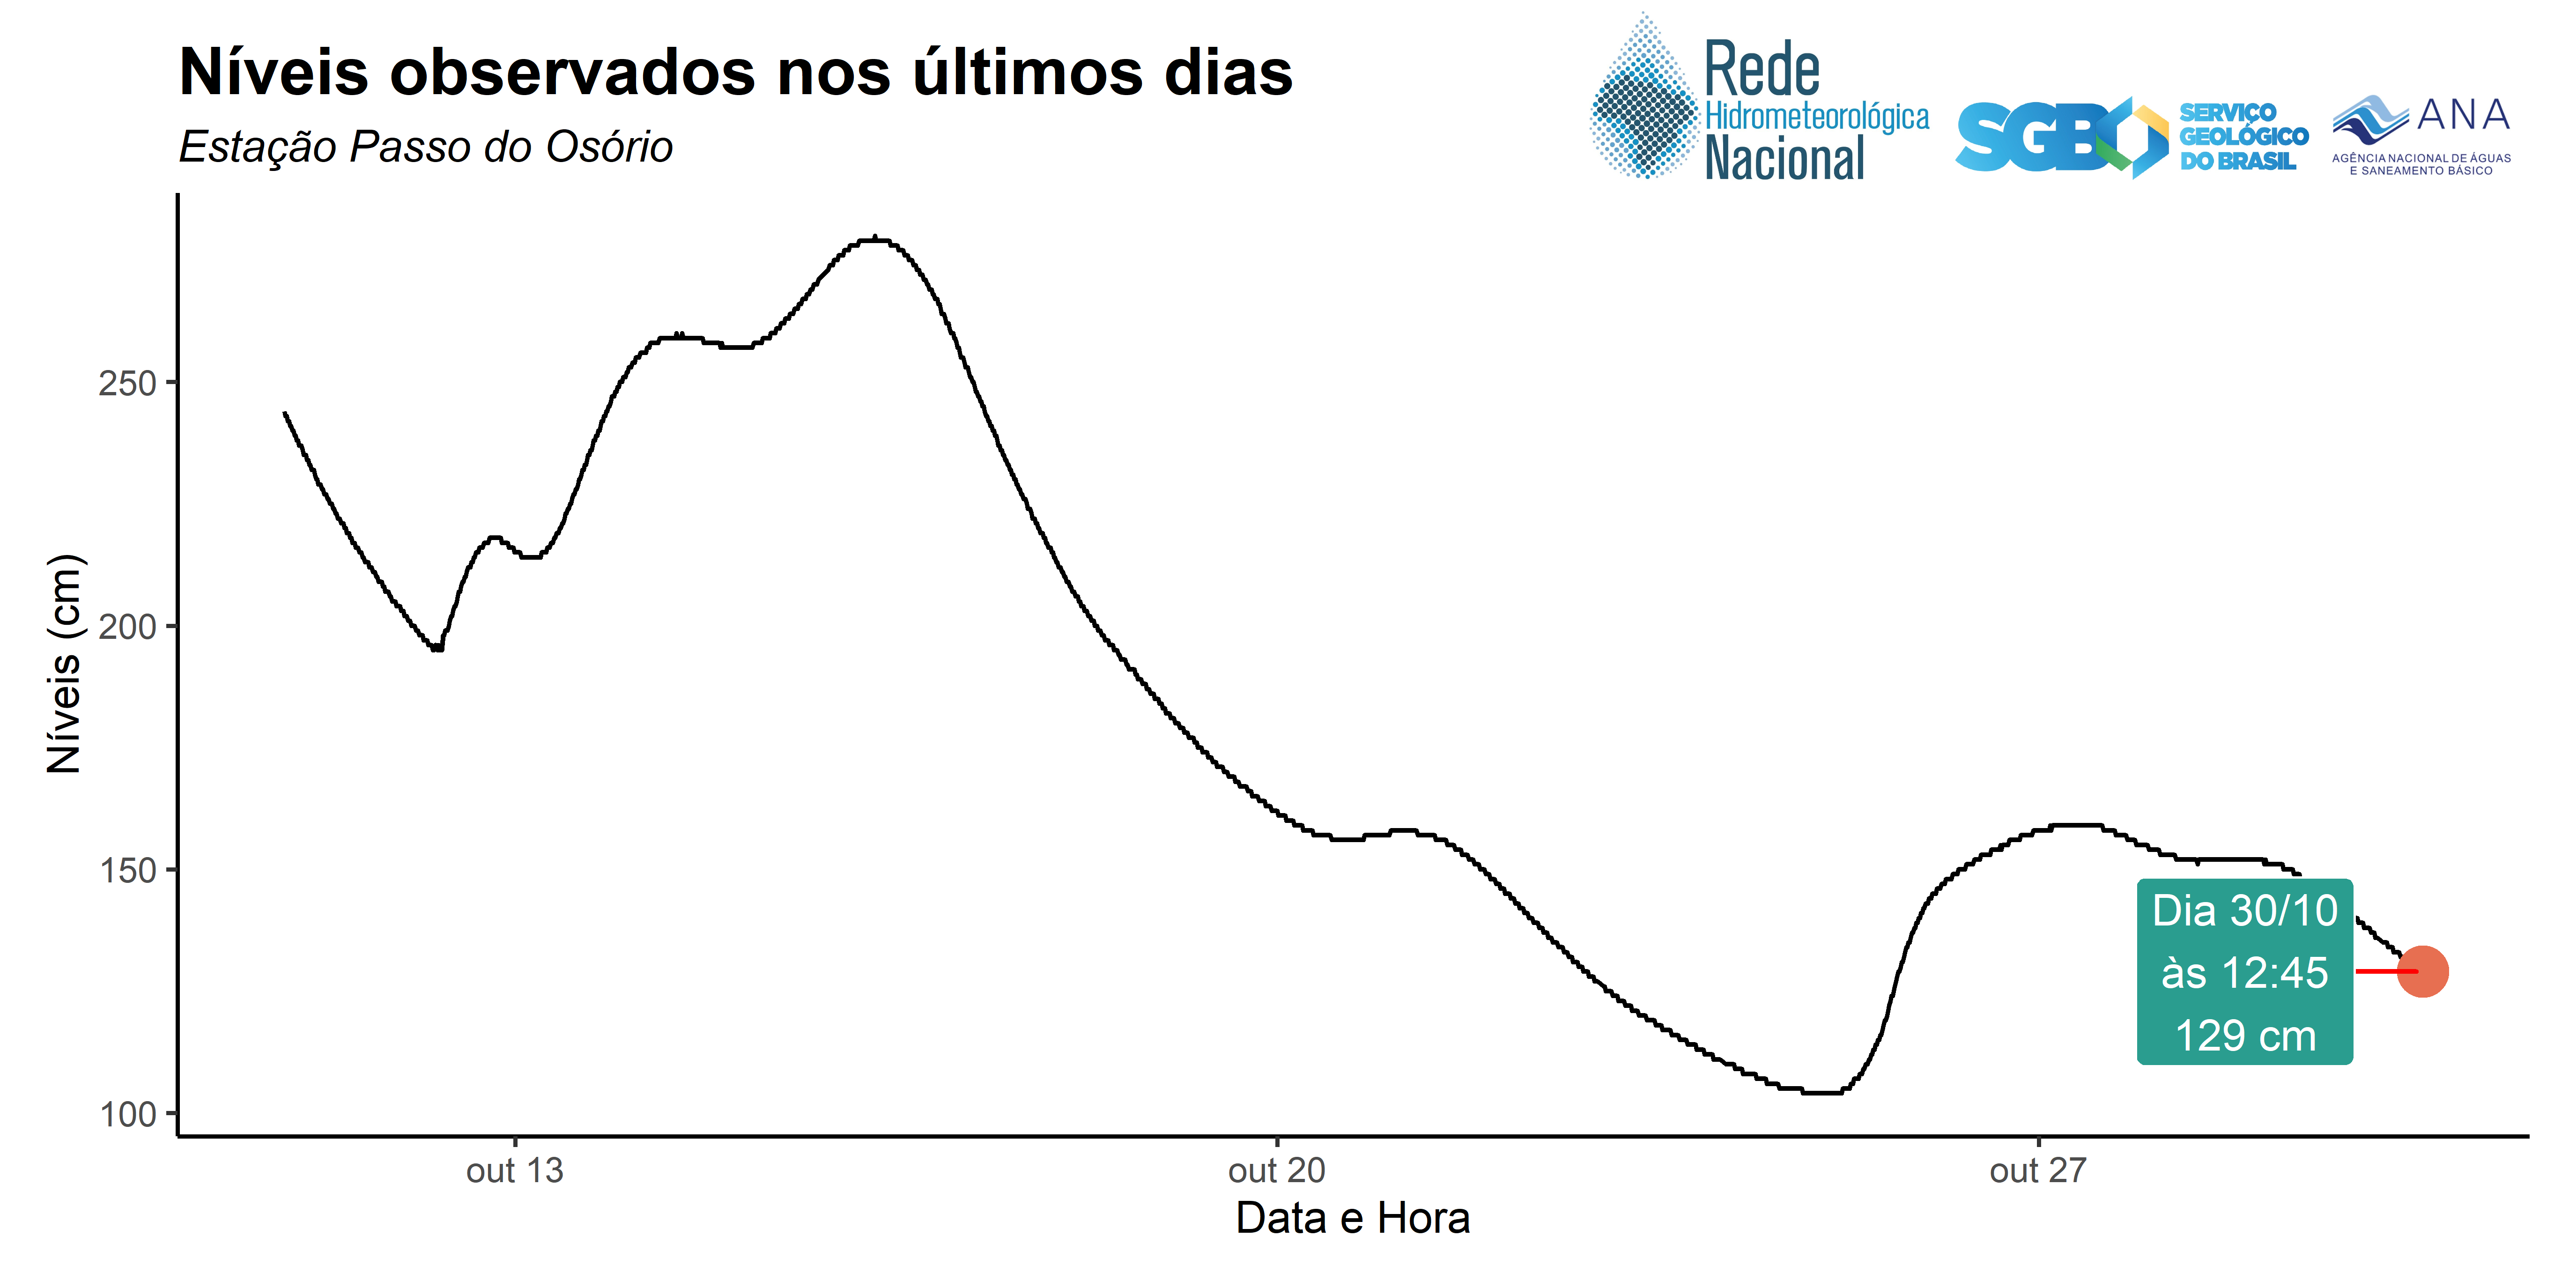 Níveis observados nos últimos dias
Estação Passo do Osório
Rede
Hidrometeorológica
Nacional
SGB
SERVIÇO
GEOLÓGICO
DO BRASIL
ANA
AGÊNCIA NACIONAL DE ÁGUAS
E SANEAMENTO BÁSICO
Níveis (cm)
250
200
150
100
Dia 30/10
às 12:45
129 cm
out 13
out 20
out 27
Data e Hora